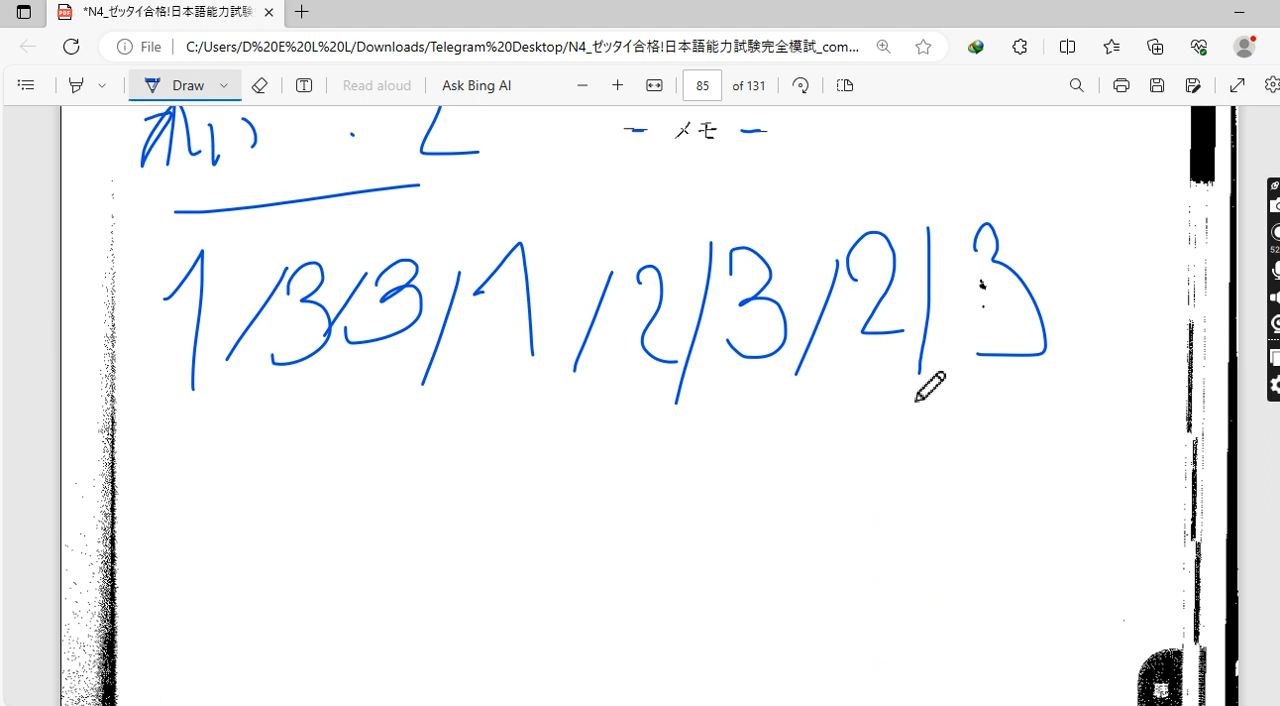 *N4_ゼッタイ合格!日本語能力試験
File C:/Users/D%20E%20L%20L/Downloads/Telegram%20Desktop/N4_ゼッタイ合格!日本語能力試験完全模試_com...
Draw Read aloud Ask Bing AI 85 of 131
2
ー メモ ー
1/3/3/1/2/3/2/3